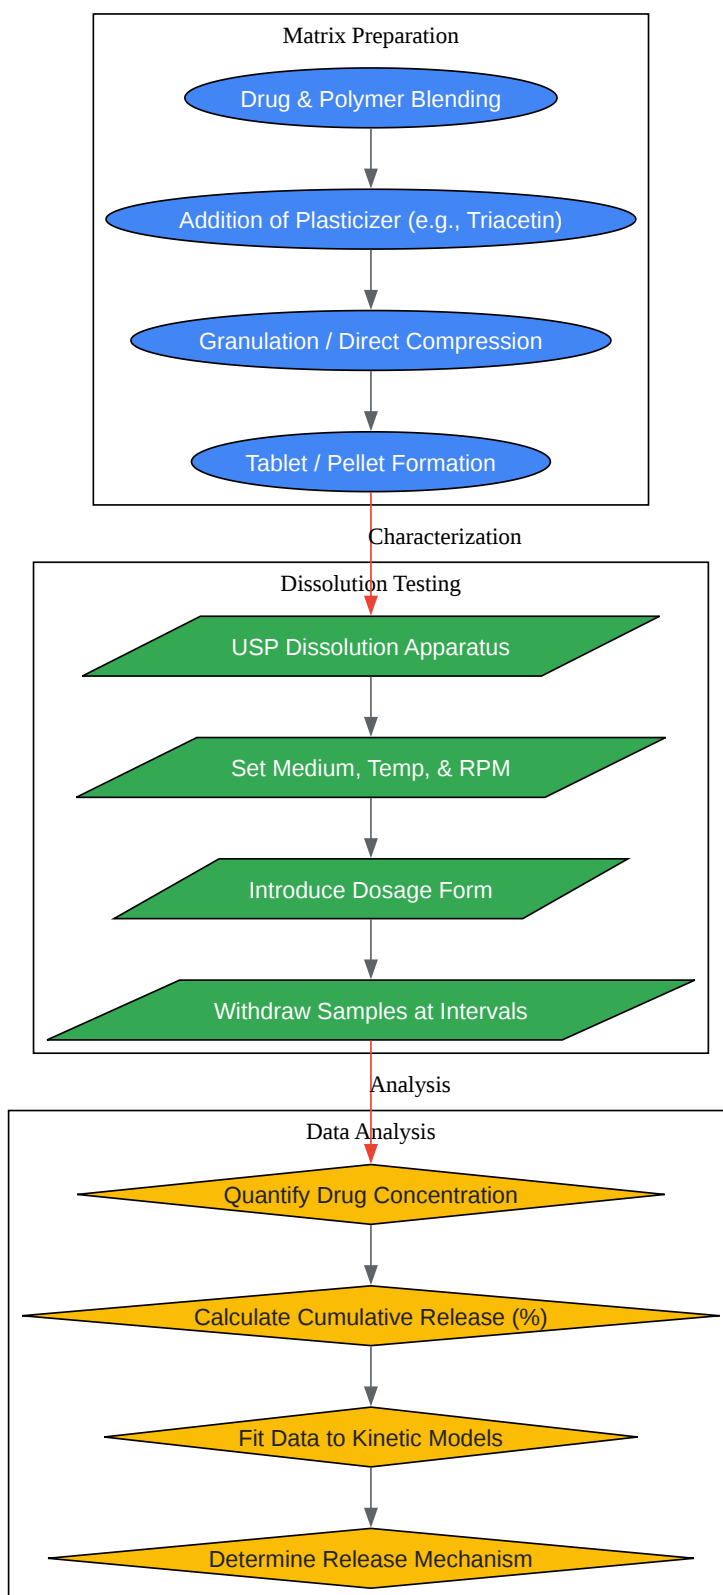 Matrix Preparation
Drug & Polymer Blending
Addition of Plasticizer (e.g., Triacetin)
Granulation / Direct Compression
Tablet / Pellet Formation
Characterization
Dissolution Testing
USP Dissolution Apparatus
Set Medium, Temp, & RPM
Introduce Dosage Form
Withdraw Samples at Intervals
Analysis
Data Analysis
Quantify Drug Concentration
Calculate Cumulative Release (%)
Fit Data to Kinetic Models
Determine Release Mechanism